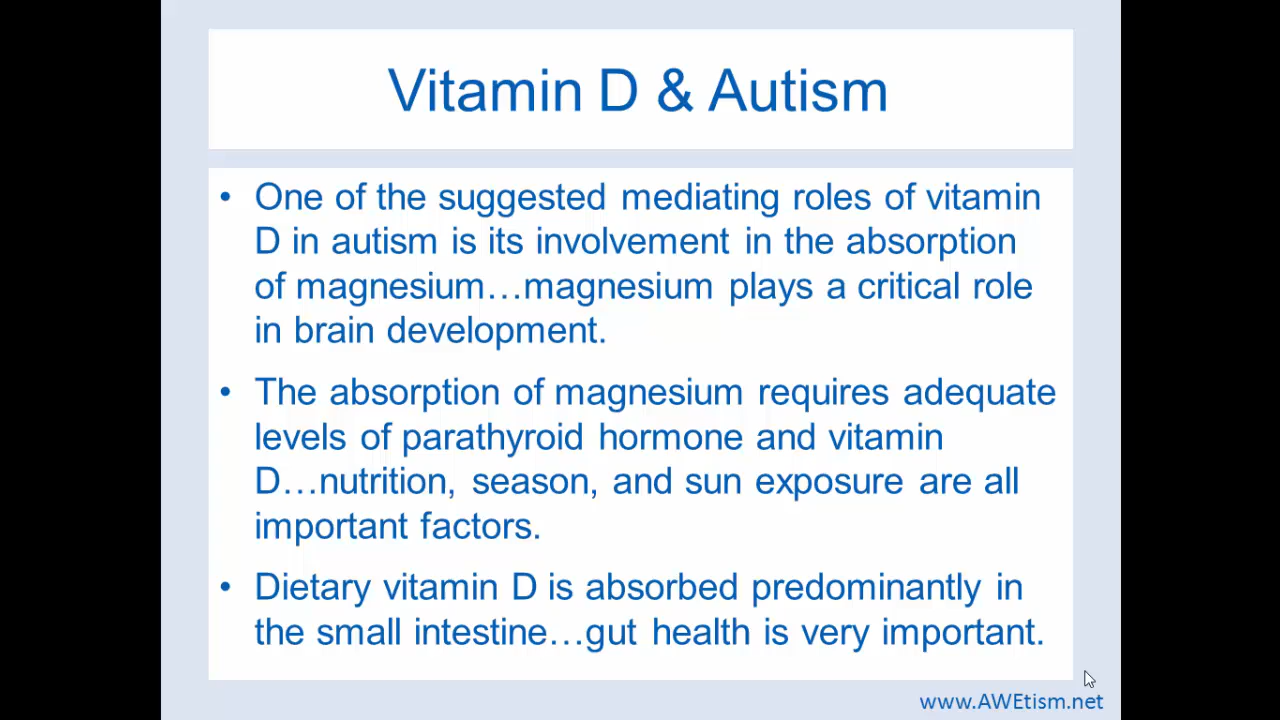 Vitamin D & Autism
• One of the suggested mediating roles of vitamin
D in autism is its involvement in the absorption
of magnesium…magnesium plays a critical role
in brain development.
• The absorption of magnesium requires adequate
levels of parathyroid hormone and vitamin
D…nutrition, season, and sun exposure are all
important factors.
• Dietary vitamin D is absorbed predominantly in
the small intestine…gut health is very important.
www.AWEtism.net